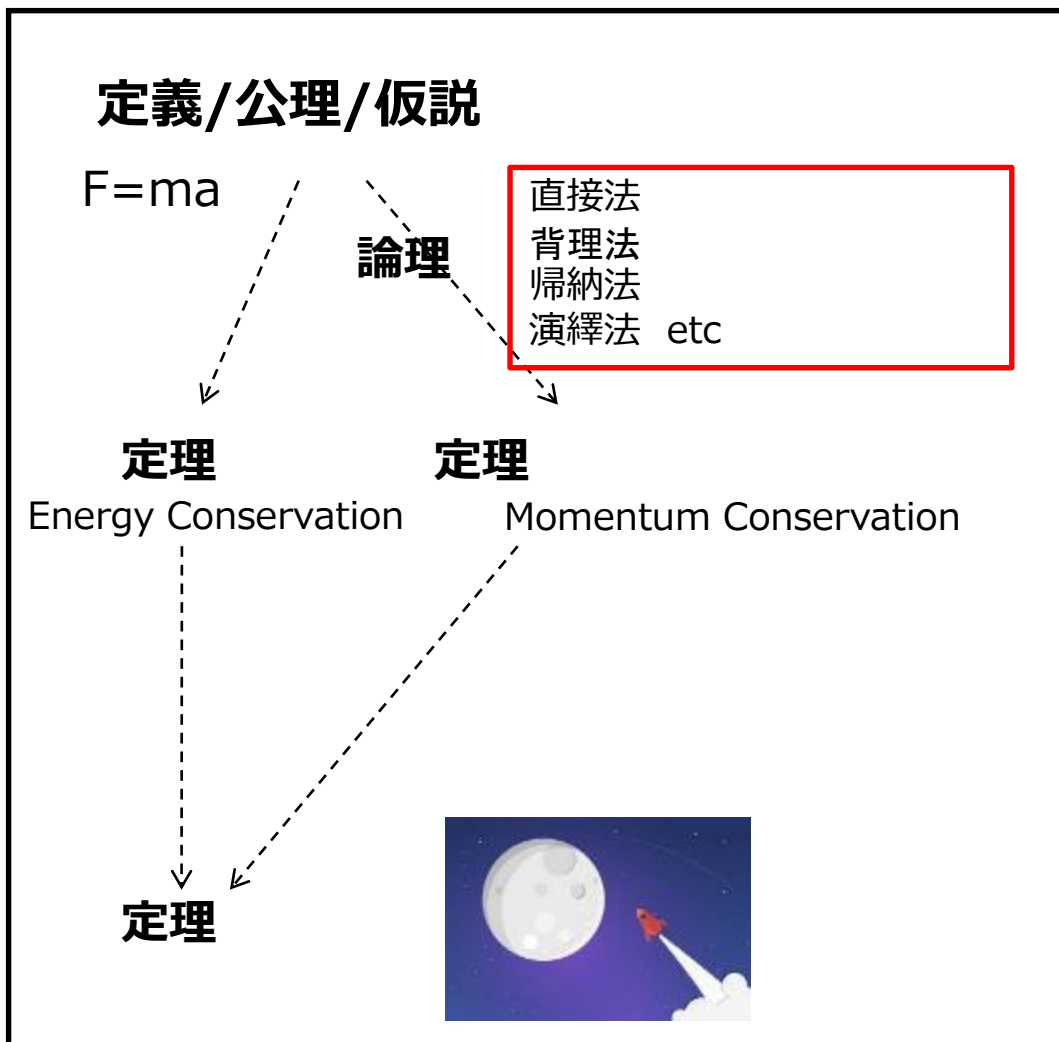 定義/公理/仮説
F=ma
直接法
背理法
論理
帰納法
演繹法 etc
定理
定理
Energy Conservation
Momentum Conservation
定理